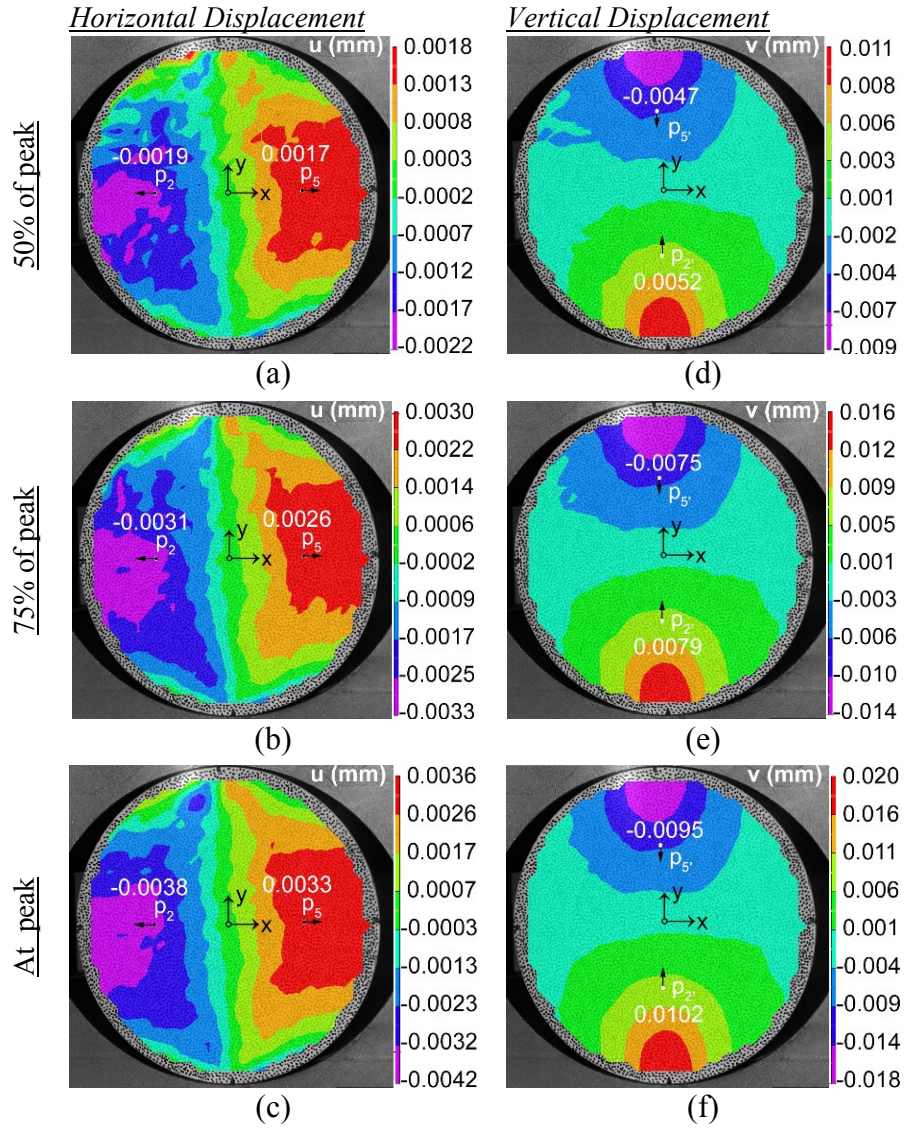 Horizontal Displacement
Vertical Displacement
50% of peak
u (mm)
0.0018
0.0013
0.0008
0.0003
-0.0002
-0.0007
-0.0012
-0.0017
-0.0022
-0.0019
p2
0.0017
p5
y
x
(a)
v (mm)
0.011
0.008
0.006
0.003
0.001
-0.002
-0.004
-0.007
-0.009
-0.0047
p5'
y
x
p2'
0.0052
(d)
75% of peak
u (mm)
0.0030
0.0022
0.0014
0.0006
-0.0002
-0.0009
-0.0017
-0.0025
-0.0033
-0.0031
p2
0.0026
p5
y
x
(b)
v (mm)
0.016
0.012
0.009
0.005
0.001
-0.003
-0.006
-0.010
-0.014
-0.0075
p5'
y
x
p2'
0.0079
(e)
At peak
u (mm)
0.0036
0.0026
0.0017
0.0007
-0.0003
-0.0013
-0.0023
-0.0032
-0.0042
-0.0038
p2
0.0033
p5
y
x
(c)
v (mm)
0.020
0.016
0.011
0.006
0.001
-0.004
-0.009
-0.014
-0.018
-0.0095
p5'
y
x
p2'
0.0102
(f)